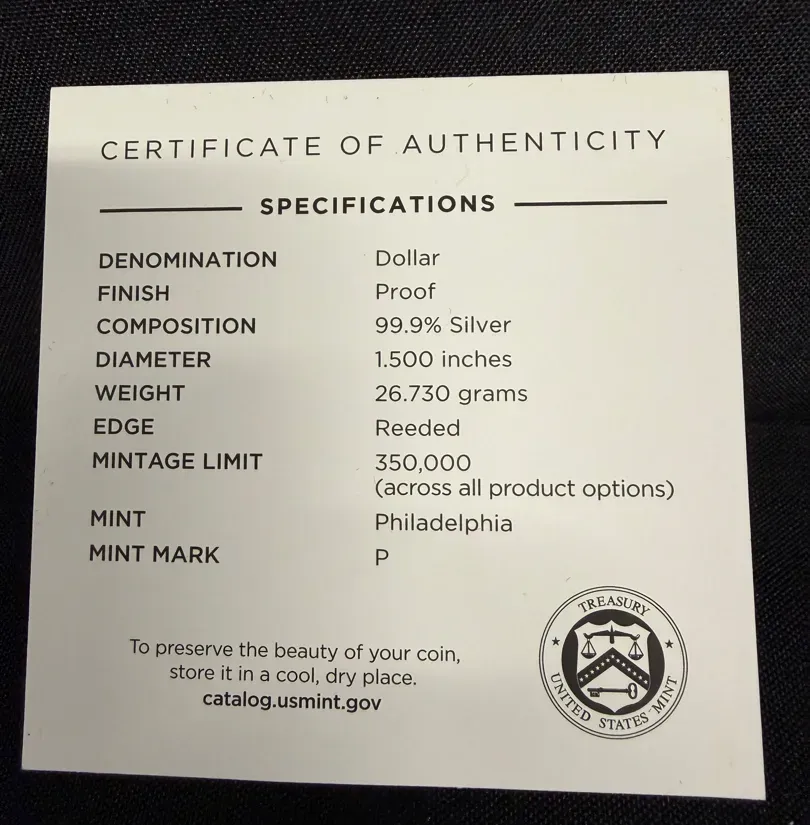 CERTIFICATE OF AUTHENTICITY
SPECIFICATIONS
DENOMINATION Dollar
FINISH Proof
COMPOSITION 99.9% Silver
DIAMETER 1.500 inches
WEIGHT 26.730 grams
EDGE Reeded
MINTAGE LIMIT 350,000
(across all product options)
MINT Philadelphia
MINT MARK P
To preserve the beauty of your coin,
store it in a cool, dry place.
catalog.usmint.gov
TREASURY
UNITED STATES MINT